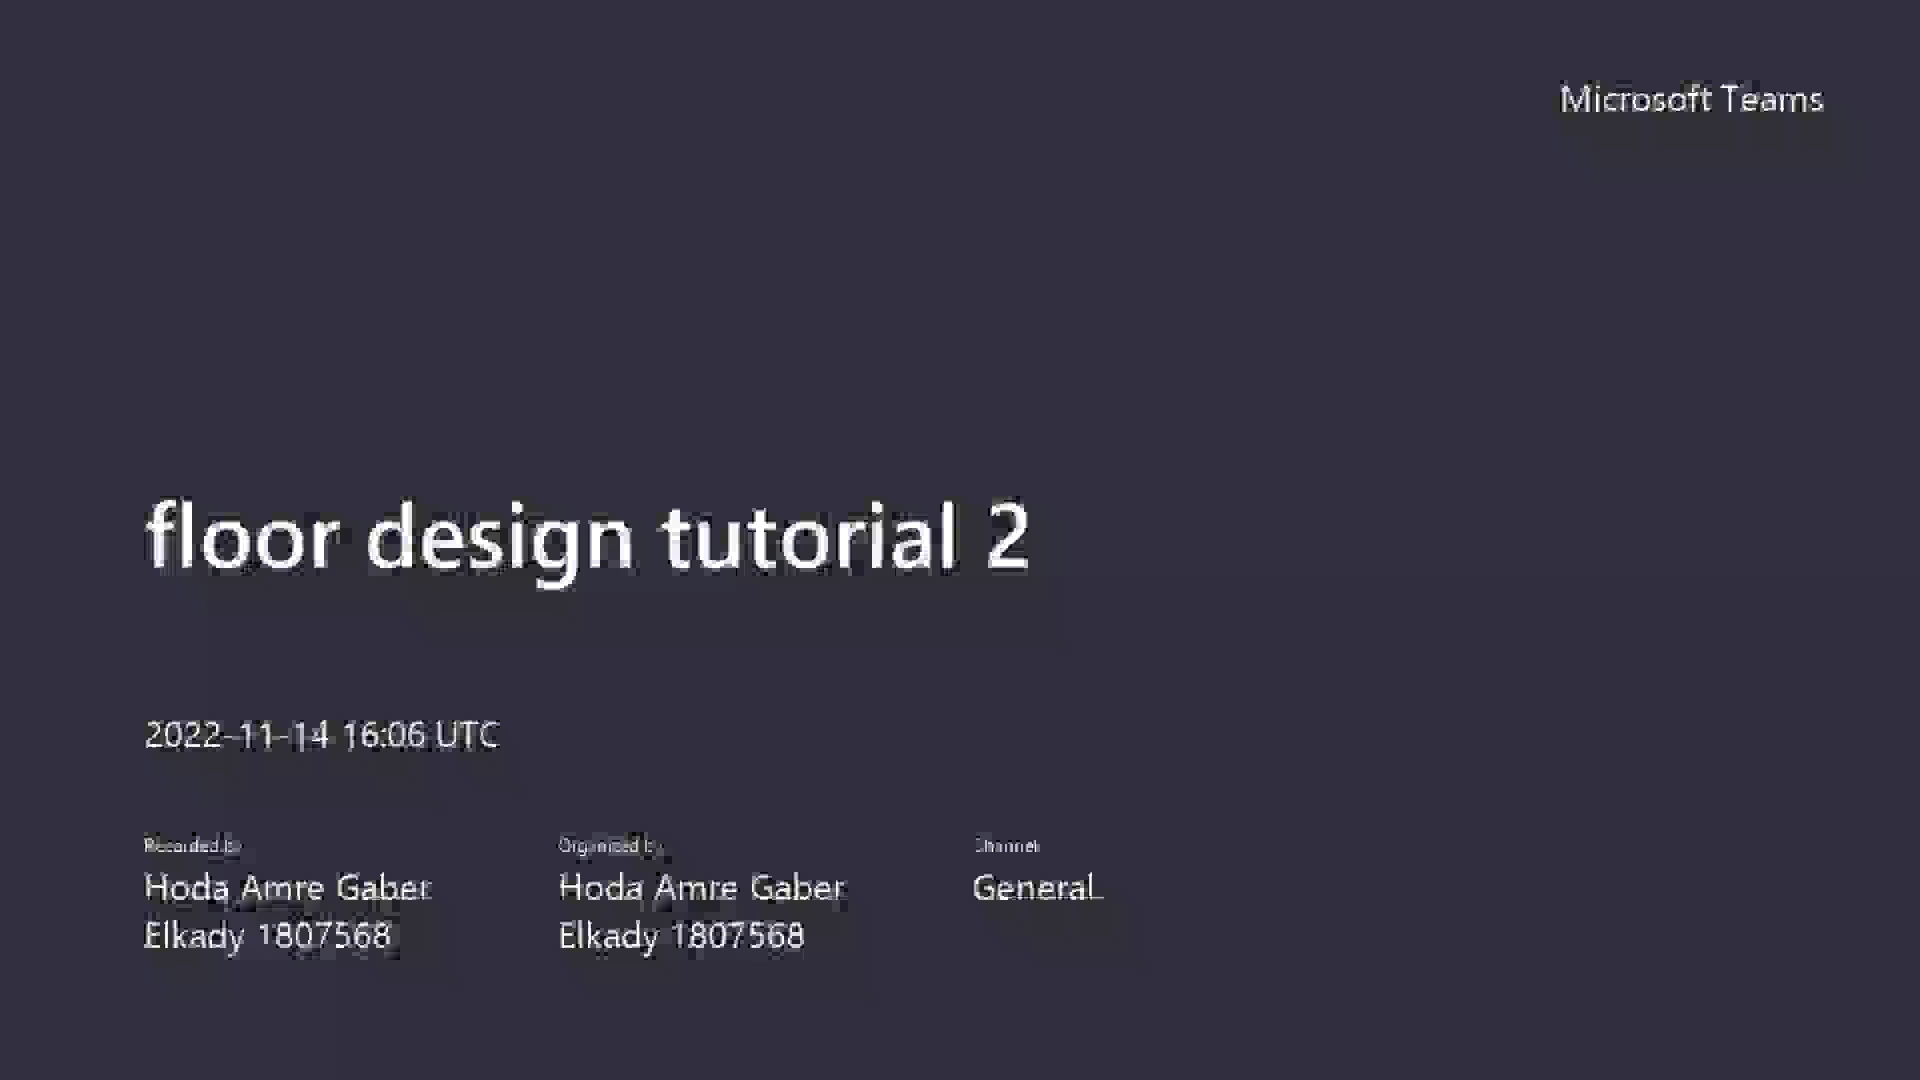 Microsoft Teams
floor design tutorial 2
2022-11-14 16:06 UTC
Recorded by
Organized by
Channel
Hoda Amre Gaber
Elkady 1807568
Hoda Amre Gaber
Elkady 1807568
General